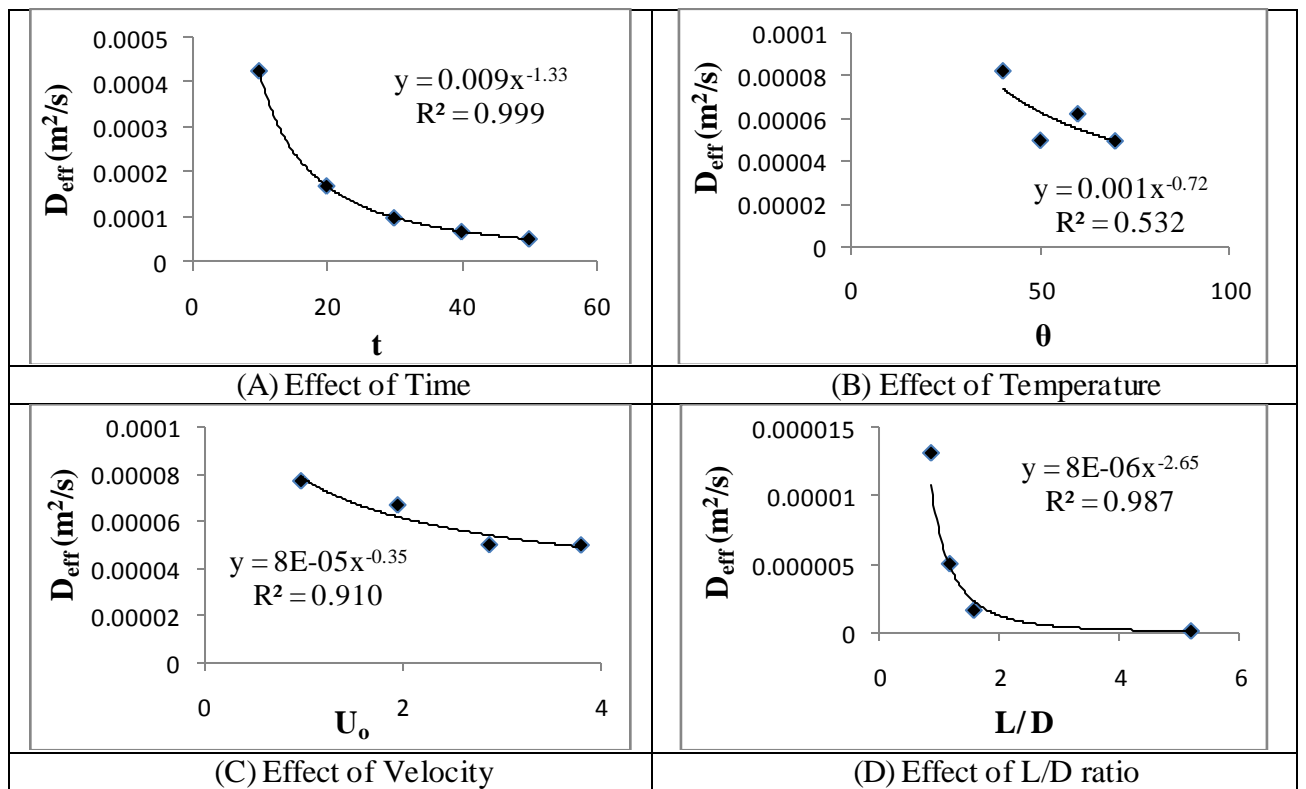 0.0005
0.0004
0.0003
0.0002
0.0001
0
D_eff (m²/s)
y = 0.009x^-1.33
R² = 0.999
0 20 40 60
t
(A) Effect of Time
0.0001
0.00008
0.00006
0.00004
0.00002
0
D_eff (m²/s)
y = 0.001x^-0.72
R² = 0.532
0 50 100
θ
(B) Effect of Temperature
0.0001
0.00008
0.00006
0.00004
0.00002
0
D_eff (m²/s)
y = 8E-05x^-0.35
R² = 0.910
0 2 4
U_o
(C) Effect of Velocity
0.000015
0.00001
0.000005
0
D_eff (m²/s)
y = 8E-06x^-2.65
R² = 0.987
0 2 4 6
L/D
(D) Effect of L/D ratio